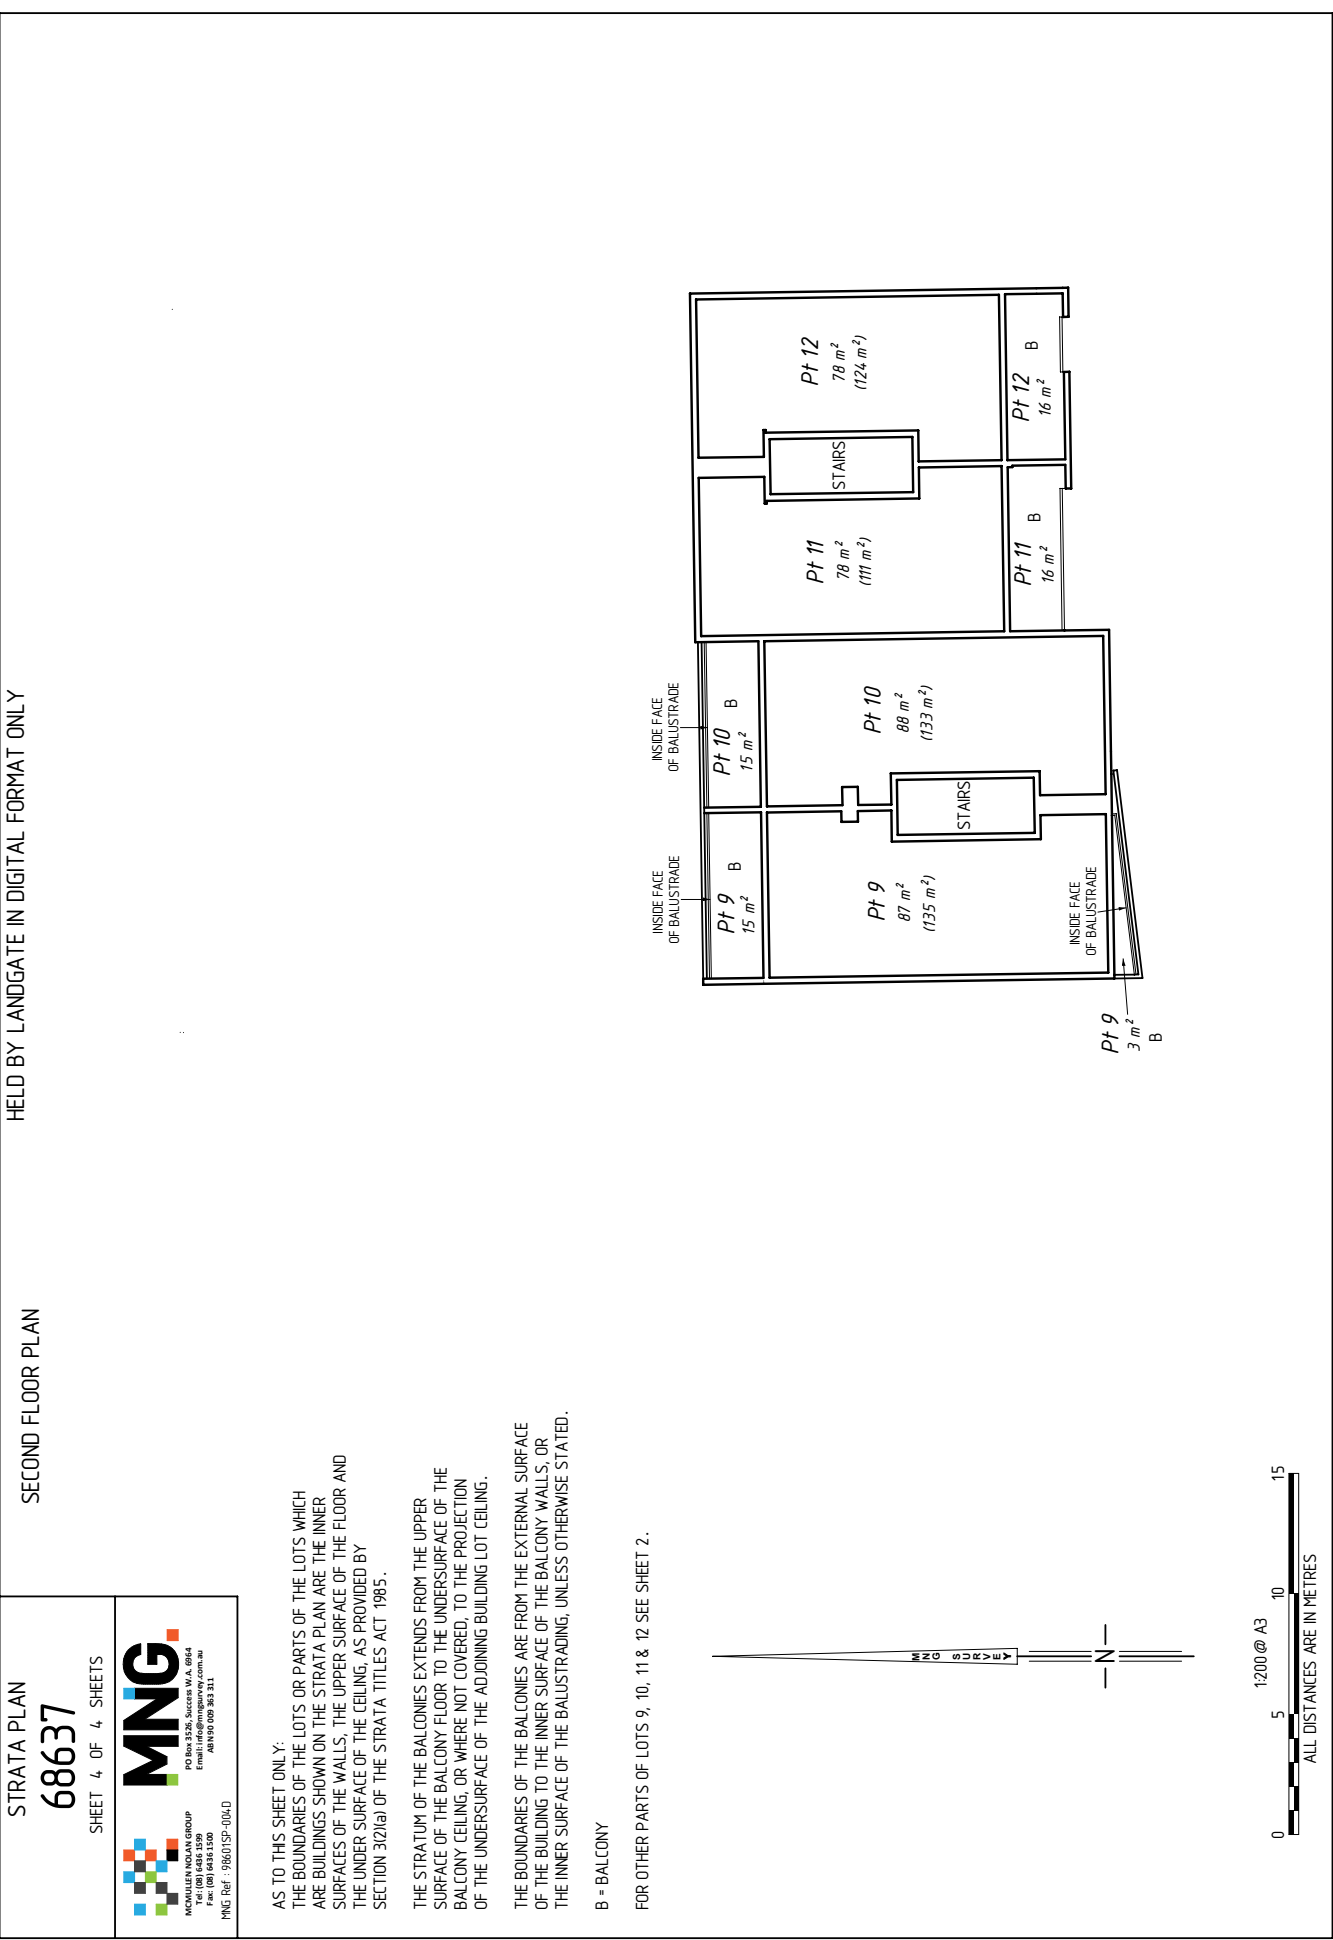 HELD BY LANDGATE IN DIGITAL FORMAT ONLY
SECOND FLOOR PLAN
STRATA PLAN
68637
SHEET 4 OF 4 SHEETS
MNG.
MCMULLEN NOLAN GROUP
Tel: (08) 6436 1599
Fax: (08) 6436 1500
PO Box 3526, Success W.A. 6964
Email: info@mngsurvey.com.au
ABN 90 009 363 311
MNG Ref : 98601SP-004D
AS TO THIS SHEET ONLY:
THE BOUNDARIES OF THE LOTS OR PARTS OF THE LOTS WHICH
ARE BUILDINGS SHOWN ON THE STRATA PLAN ARE THE INNER
SURFACES OF THE WALLS, THE UPPER SURFACE OF THE FLOOR AND
THE UNDER SURFACE OF THE CEILING, AS PROVIDED BY
SECTION 3(2)(a) OF THE STRATA TITLES ACT 1985.
THE STRATUM OF THE BALCONIES EXTENDS FROM THE UPPER
SURFACE OF THE BALCONY FLOOR TO THE UNDERSURFACE OF THE
BALCONY CEILING, OR WHERE NOT COVERED, TO THE PROJECTION
OF THE UNDERSURFACE OF THE ADJOINING BUILDING LOT CEILING.
THE BOUNDARIES OF THE BALCONIES ARE FROM THE EXTERNAL SURFACE
OF THE BUILDING TO THE INNER SURFACE OF THE BALCONY WALLS, OR
THE INNER SURFACE OF THE BALUSTRADING, UNLESS OTHERWISE STATED.
B = BALCONY
FOR OTHER PARTS OF LOTS 9, 10, 11 & 12 SEE SHEET 2.
INSIDE FACE
OF BALUSTRADE
INSIDE FACE
OF BALUSTRADE
Pt 9
15 m²
B
Pt 10
15 m²
B
Pt 9
87 m²
(135 m²)
STAIRS
Pt 10
88 m²
(133 m²)
Pt 11
78 m²
(111 m²)
STAIRS
Pt 12
78 m²
(124 m²)
Pt 11
16 m²
B
Pt 12
16 m²
B
INSIDE FACE
OF BALUSTRADE
Pt 9
3 m²
B
MNG
SURVEY
N
1:200 @ A3
0 5 10 15
ALL DISTANCES ARE IN METRES